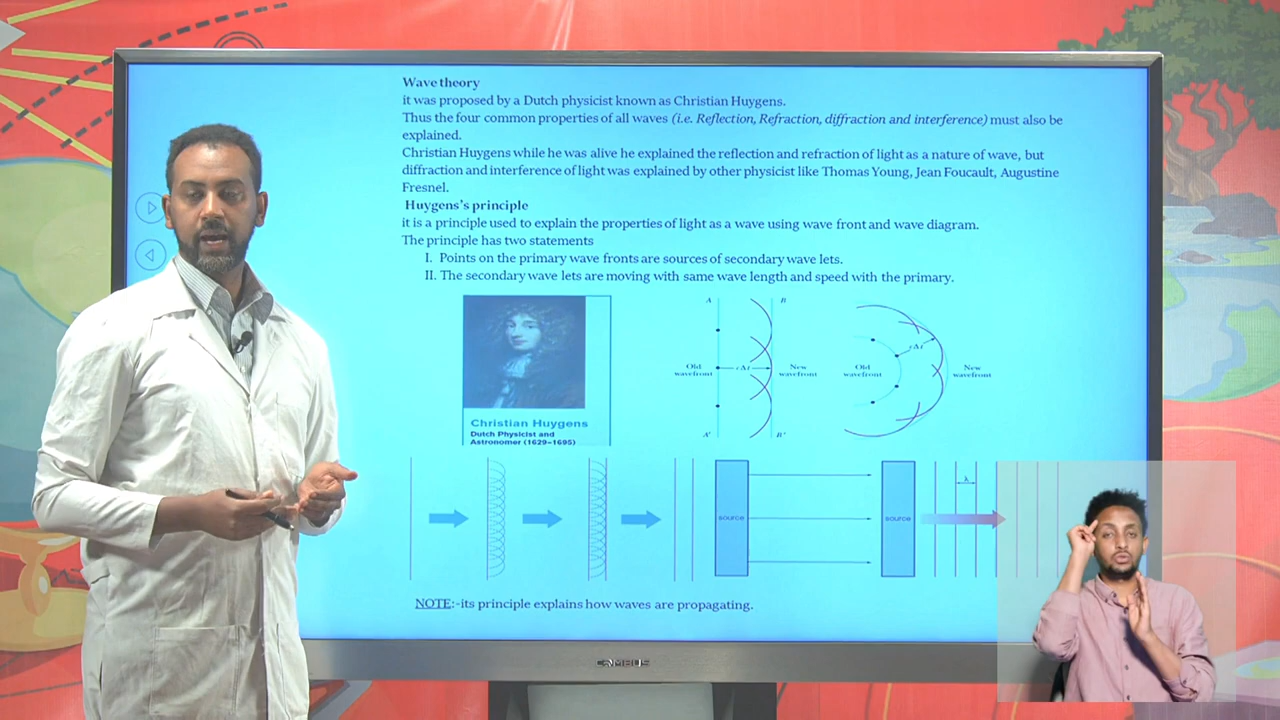 Wave theory
it was proposed by a Dutch physicist known as Christian Huygens.
Thus the four common properties of all waves (i.e. Reflection, Refraction, diffraction and interference) must also be
explained.
Christian Huygens while he was alive he explained the reflection and refraction of light as a nature of wave, but
diffraction and interference of light was explained by other physicist like Thomas Young, Jean Foucault, Augustine
Fresnel.
Huygens's principle
it is a principle used to explain the properties of light as a wave using wave front and wave diagram.
The principle has two statements
I. Points on the primary wave fronts are sources of secondary wave lets.
II. The secondary wave lets are moving with same wave length and speed with the primary.
A
B
Old
wavefront
cΔt
New
wavefront
A'
B'
cΔt
Old
wavefront
New
wavefront
Christian Huygens
Dutch Physicist and
Astronomer (1629-1695)
source
source
λ
NOTE:-its principle explains how waves are propagating.